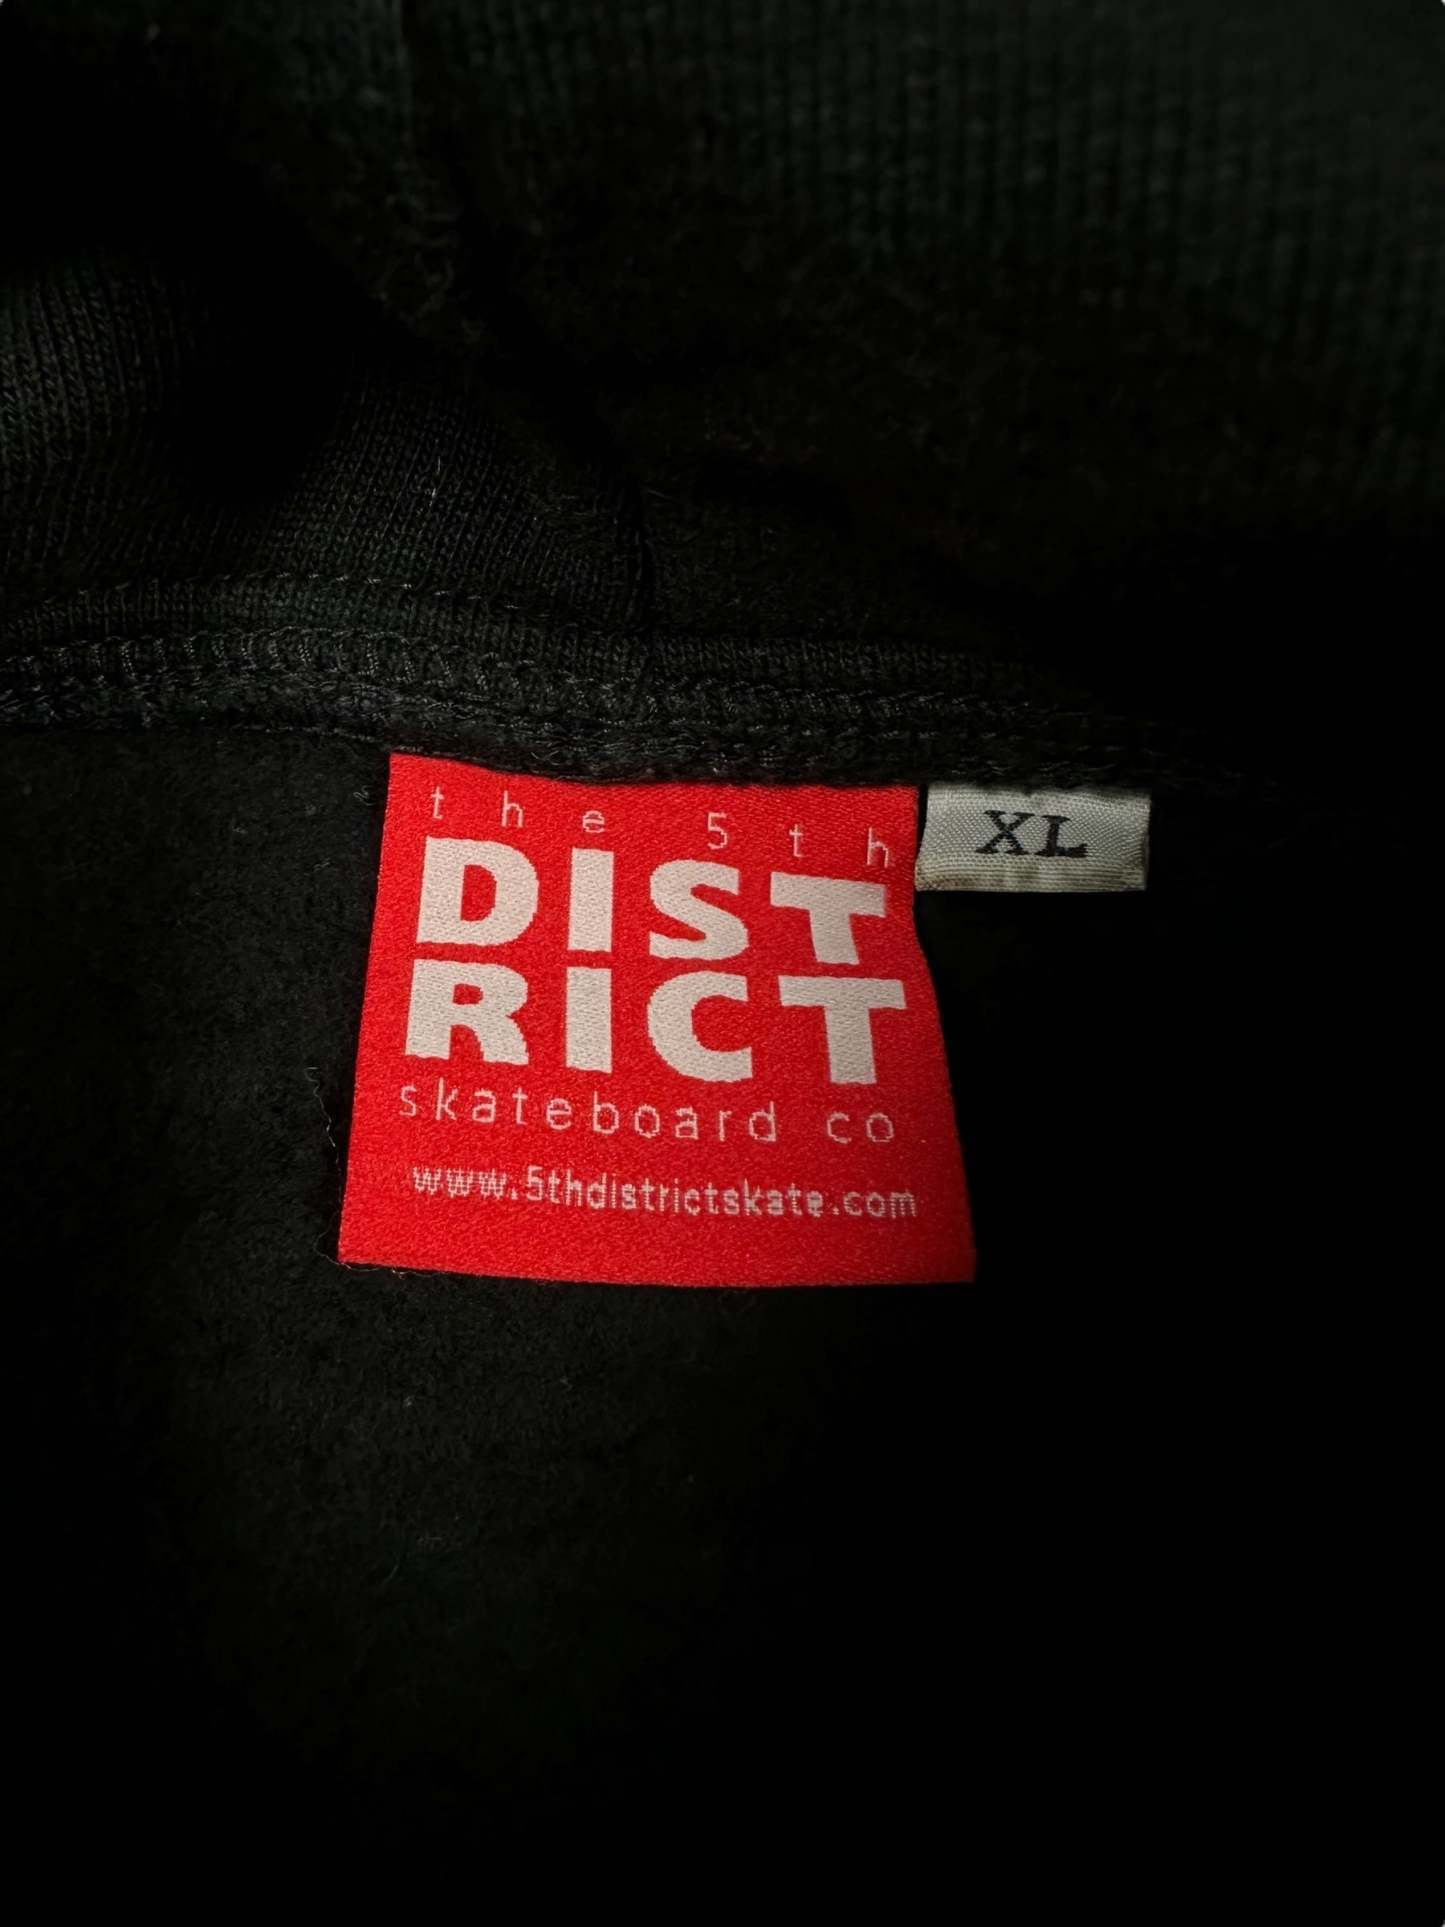 the 5th
DIST
RICT
skateboard co
www.5thdistrictskate.com
XL